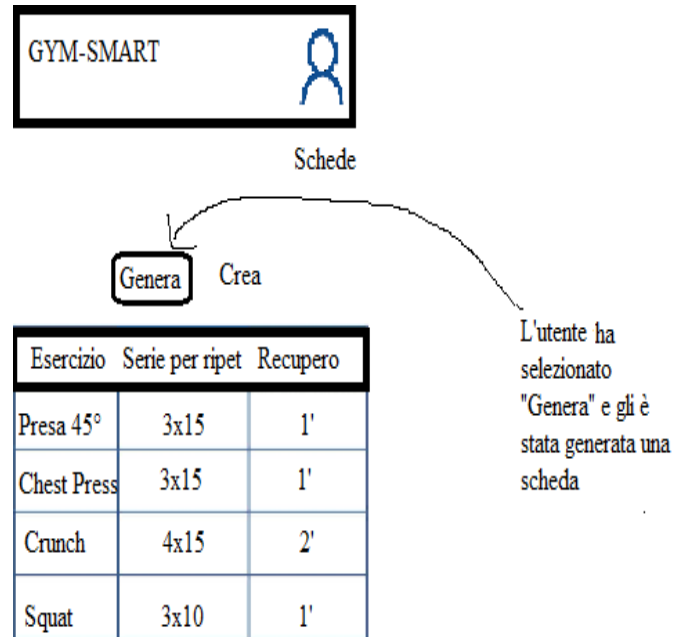 GYM-SMART
Schede
Genera Crea
L'utente ha
selezionato
"Genera" e gli è
stata generata una
scheda
Esercizio Serie per ripet Recupero
Presa 45° 3x15 1'
Chest Press 3x15 1'
Crunch 4x15 2'
Squat 3x10 1'